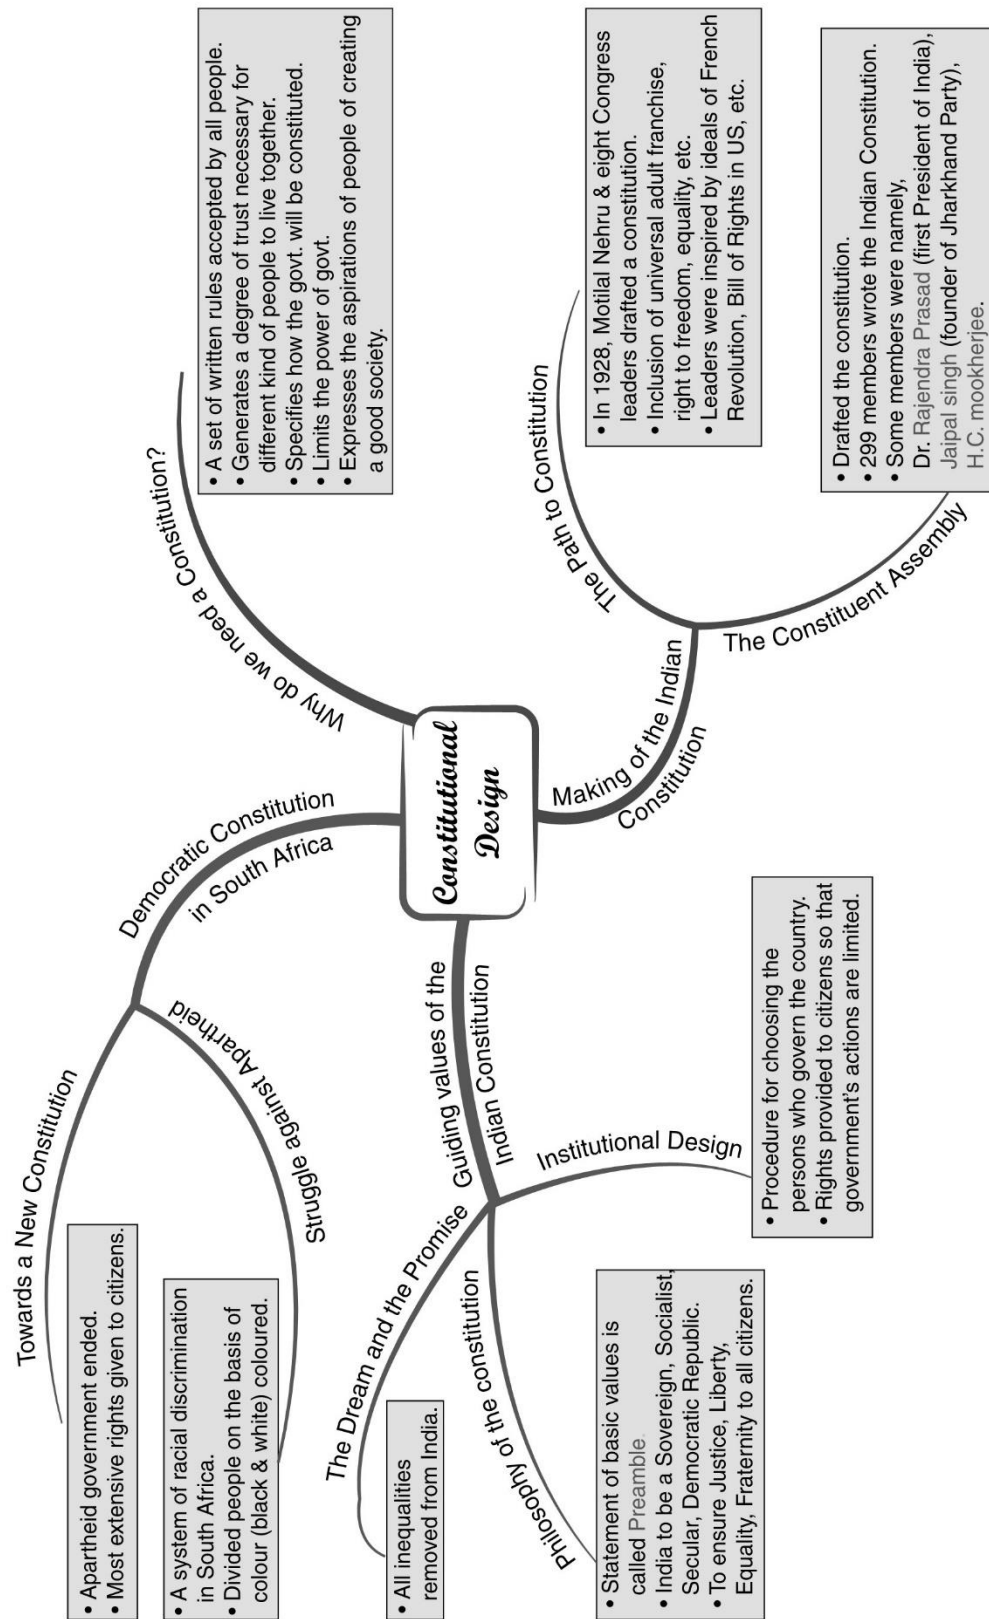 Constitutional
Design
Why do we need a Constitution?
• A set of written rules accepted by all people.
• Generates a degree of trust necessary for
different kind of people to live together.
• Specifies how the govt. will be constituted.
• Limits the power of govt.
• Expresses the aspirations of people of creating
a good society.
Making of the Indian
Constitution
The Path to Constitution
• In 1928, Motilal Nehru & eight Congress
leaders drafted a constitution.
• Inclusion of universal adult franchise,
right to freedom, equality, etc.
• Leaders were inspired by ideals of French
Revolution, Bill of Rights in US, etc.
The Constituent Assembly
• Drafted the constitution.
• 299 members wrote the Indian Constitution.
• Some members were namely,
Dr. Rajendra Prasad (first President of India),
Jaipal singh (founder of Jharkhand Party),
H.C. mookherjee.
Guiding values of the
Indian Constitution
Institutional Design
• Procedure for choosing the
persons who govern the country.
• Rights provided to citizens so that
government's actions are limited.
Philosophy of the constitution
• Statement of basic values is
called Preamble.
• India to be a Sovereign, Socialist,
Secular, Democratic Republic.
• To ensure Justice, Liberty,
Equality, Fraternity to all citizens.
The Dream and the Promise
• All inequalities
removed from India.
Democratic Constitution
in South Africa
Struggle against Apartheid
• A system of racial discrimination
in South Africa.
• Divided people on the basis of
colour (black & white) coloured.
Towards a New Constitution
• Apartheid government ended.
• Most extensive rights given to citizens.